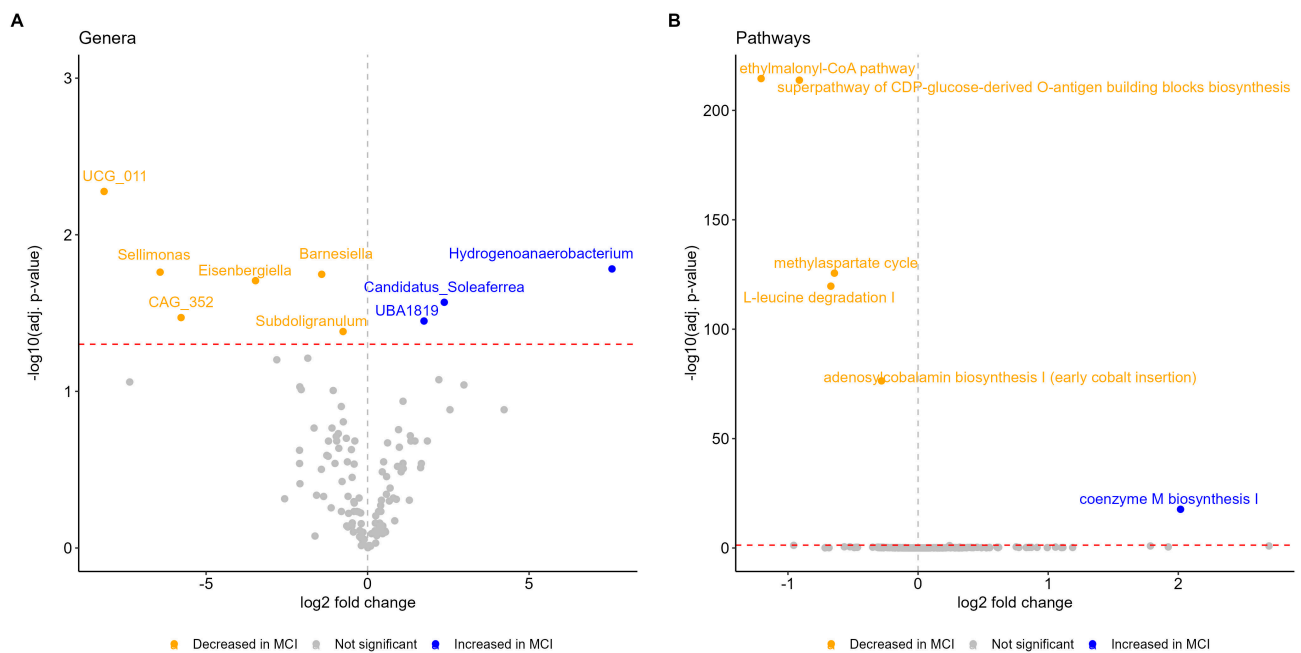 A
Genera
-log10(adj. p-value)
3
2
1
0
UCG_011
Sellimonas
Barnesiella
Hydrogenoanaerobacterium
Eisenbergiella
Candidatus_Soleaferrea
CAG_352
UBA1819
Subdoligranulum
-5
0
5
log2 fold change
Decreased in MCI
Not significant
Increased in MCI
B
Pathways
-log10(adj. p-value)
200
150
100
50
0
ethylmalonyl-CoA pathway
superpathway of CDP-glucose-derived O-antigen building blocks biosynthesis
methylaspartate cycle
L-leucine degradation I
adenosylcobalamin biosynthesis I (early cobalt insertion)
coenzyme M biosynthesis I
-1
0
1
2
log2 fold change
Decreased in MCI
Not significant
Increased in MCI